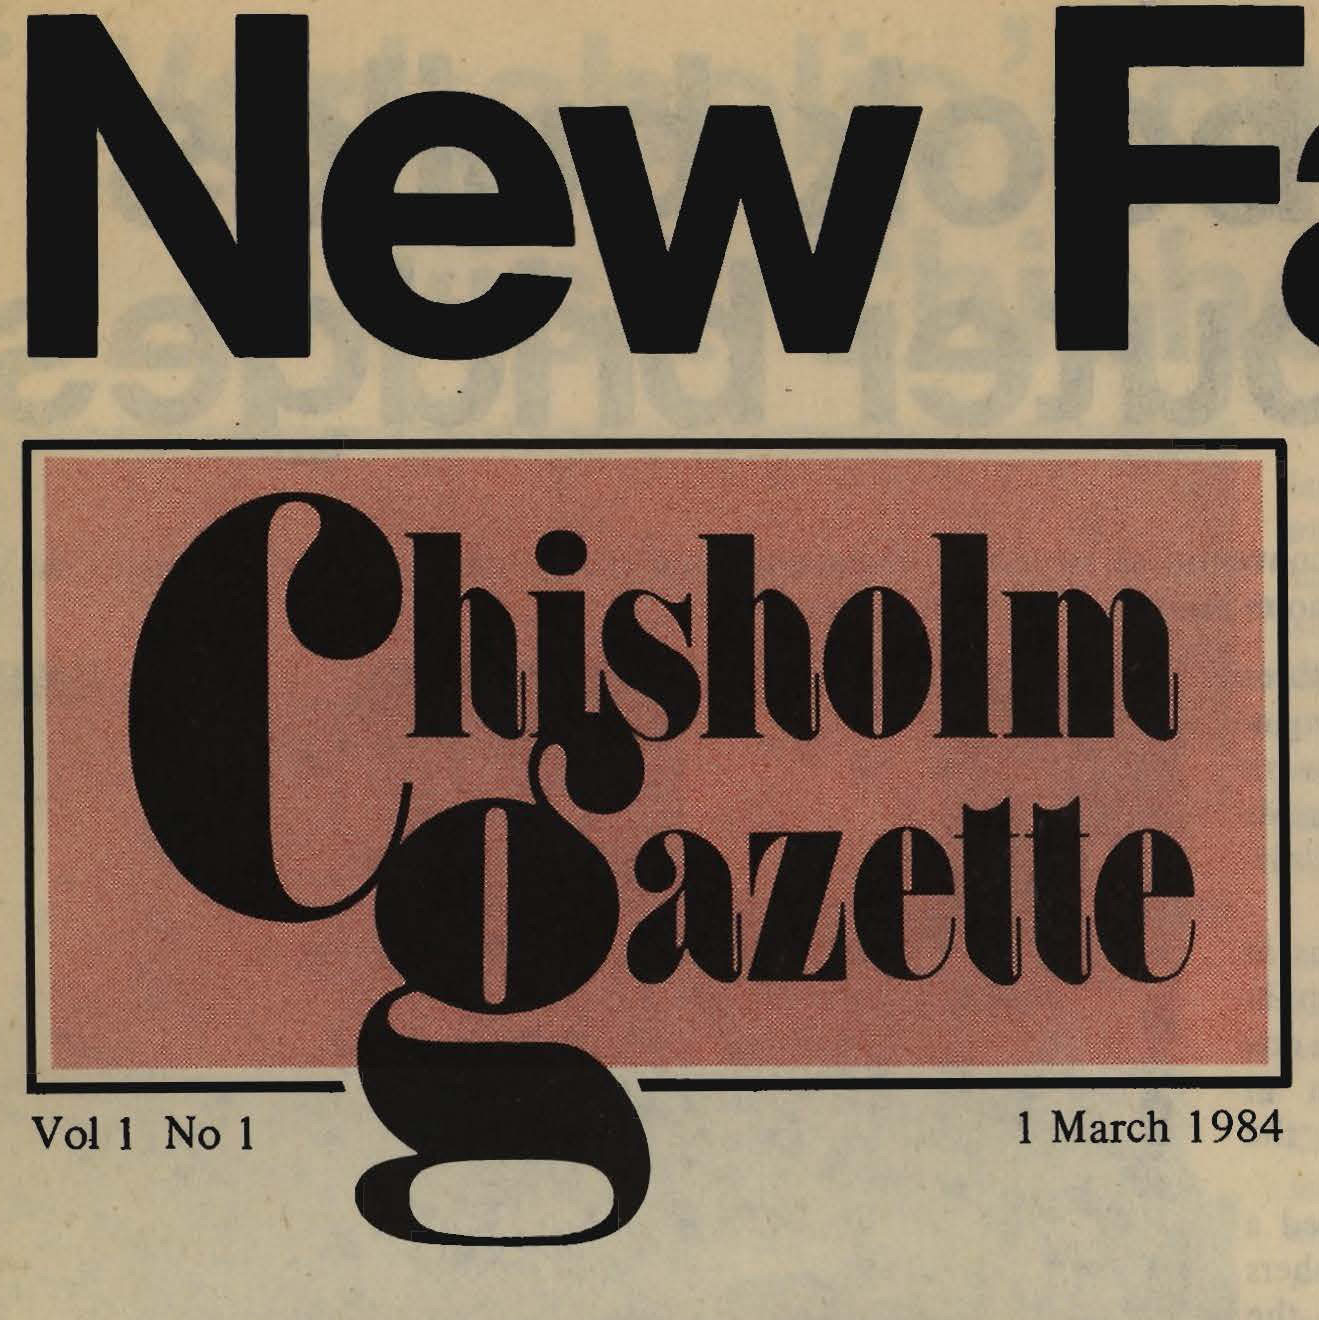 New
Chisholm
gazette
Vol 1 No 1
1 March 1984